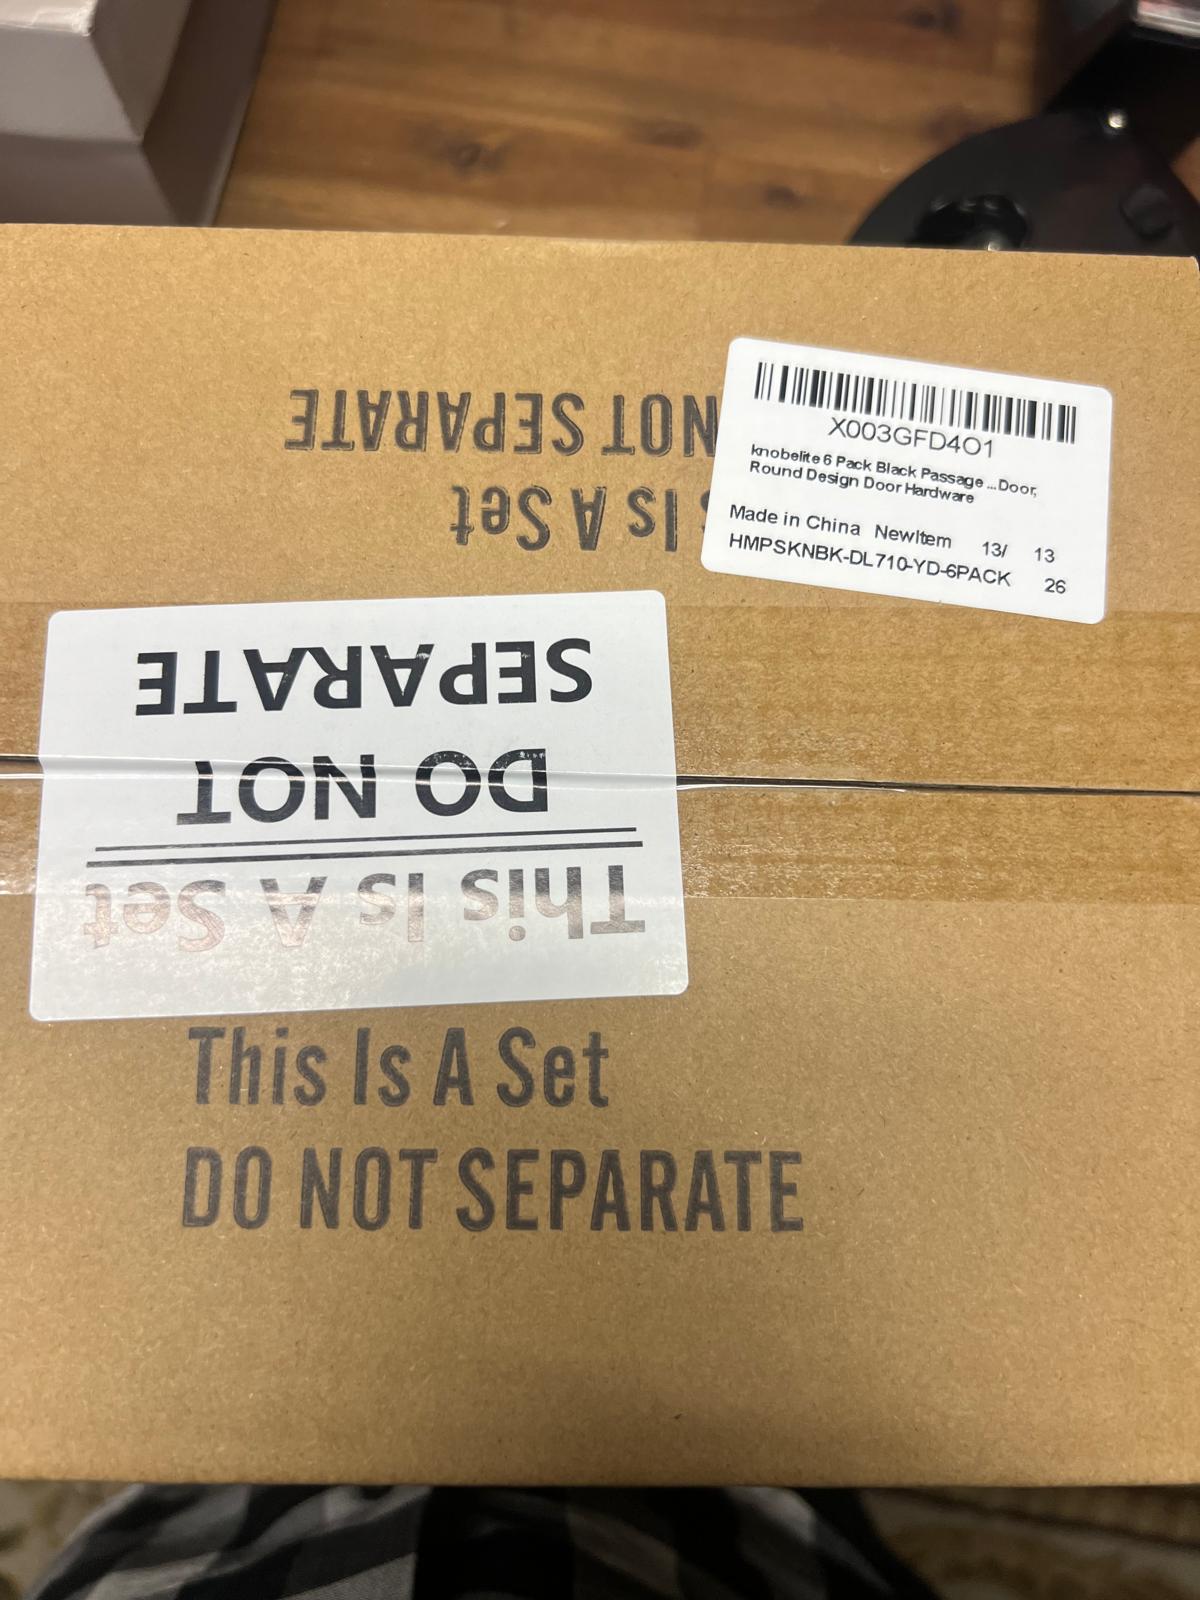 NOT SEPARATE
Is A Set
X003GFD4O1
knobelite 6 Pack Black Passage ...Door,
Round Design Door Hardware
Made in China NewItem 13/ 13
HMPSKNBK-DL710-YD-6PACK 26
This Is A Set
DO NOT
SEPARATE
This Is A Set
DO NOT SEPARATE